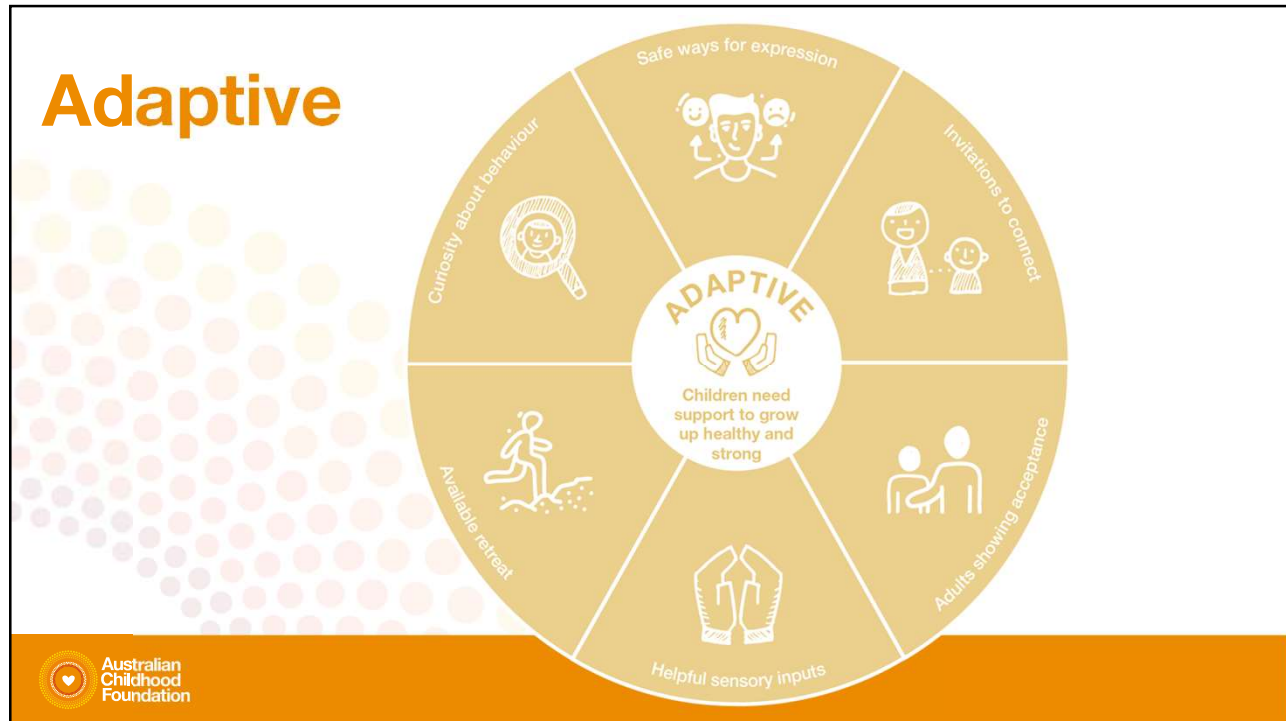 Adaptive
Safe ways for expression
Invitations to connect
Adults showing acceptance
Helpful sensory inputs
Available retreat
Curiosity about behaviour
ADAPTIVE
Children need
support to grow
up healthy and
strong
Australian
Childhood
Foundation